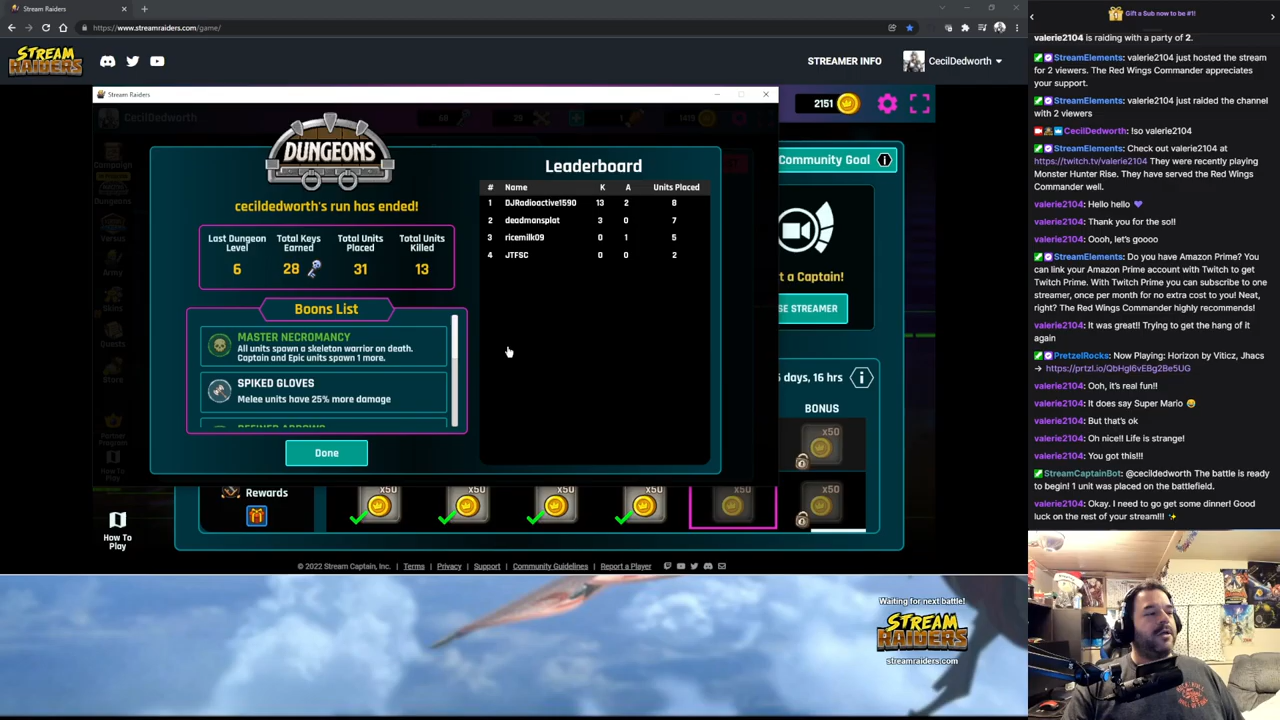 Stream Raiders
https://www.streamraiders.com/game/
STREAM RAIDERS
STREAMER INFO
CecilDedworth
Stream Raiders
CecilDedworth
2151
DUNGEONS
cecildedworth's run has ended!
Last Dungeon Level
Total Keys Earned
Total Units Placed
Total Units Killed
6
28
31
13
Boons List
MASTER NECROMANCY
All units spawn a skeleton warrior on death.
Captain and Epic units spawn 1 more.
SPIKED GLOVES
Melee units have 25% more damage
Done
Leaderboard
# Name K A Units Placed
1 DJRadioactive1590 13 2 8
2 deadmansplat 3 0 7
3 ricemilk09 0 1 5
4 JTFSC 0 0 2
Community Goal
t a Captain!
SE STREAMER
5 days, 16 hrs
BONUS
x50
Rewards
x50
x50
x50
x50
x50
x50
How To Play
© 2022 Stream Captain, Inc. | Terms | Privacy | Support | Community Guidelines | Report a Player
Waiting for next battle!
STREAM RAIDERS
streamraiders.com
Gift a Sub now to be #1!
valerie2104 is raiding with a party of 2.
StreamElements: valerie2104 just hosted the stream
for 2 viewers. The Red Wings Commander appreciates
your support.
StreamElements: valerie2104 just raided the channel
with 2 viewers
CecilDedworth: !so valerie2104
StreamElements: Check out valerie2104 at
https://twitch.tv/valerie2104 They were recently playing
Monster Hunter Rise. They have served the Red Wings
Commander well.
valerie2104: Hello hello
valerie2104: Thank you for the so!!
valerie2104: Oooh, let's goooo
StreamElements: Do you have Amazon Prime? You
can link your Amazon Prime account with Twitch to get
Twitch Prime. With Twitch Prime you can subscribe to one
streamer, once per month for no extra cost to you! Neat,
right? The Red Wings Commander highly recommends!
valerie2104: It was great!! Trying to get the hang of it
again
PretzelRocks: Now Playing: Horizon by Viticz, Jhacs
→ https://prtzl.io/QbHgl6vEBg2Be5UG
valerie2104: Ooh, it's real fun!!
valerie2104: It does say Super Mario
valerie2104: But that's ok
valerie2104: Oh nice!! Life is strange!
valerie2104: You got this!!!
StreamCaptainBot: @cecildedworth The battle is ready
to begin! 1 unit was placed on the battlefield.
valerie2104: Okay. I need to go get some dinner! Good
luck on the rest of your stream!!!